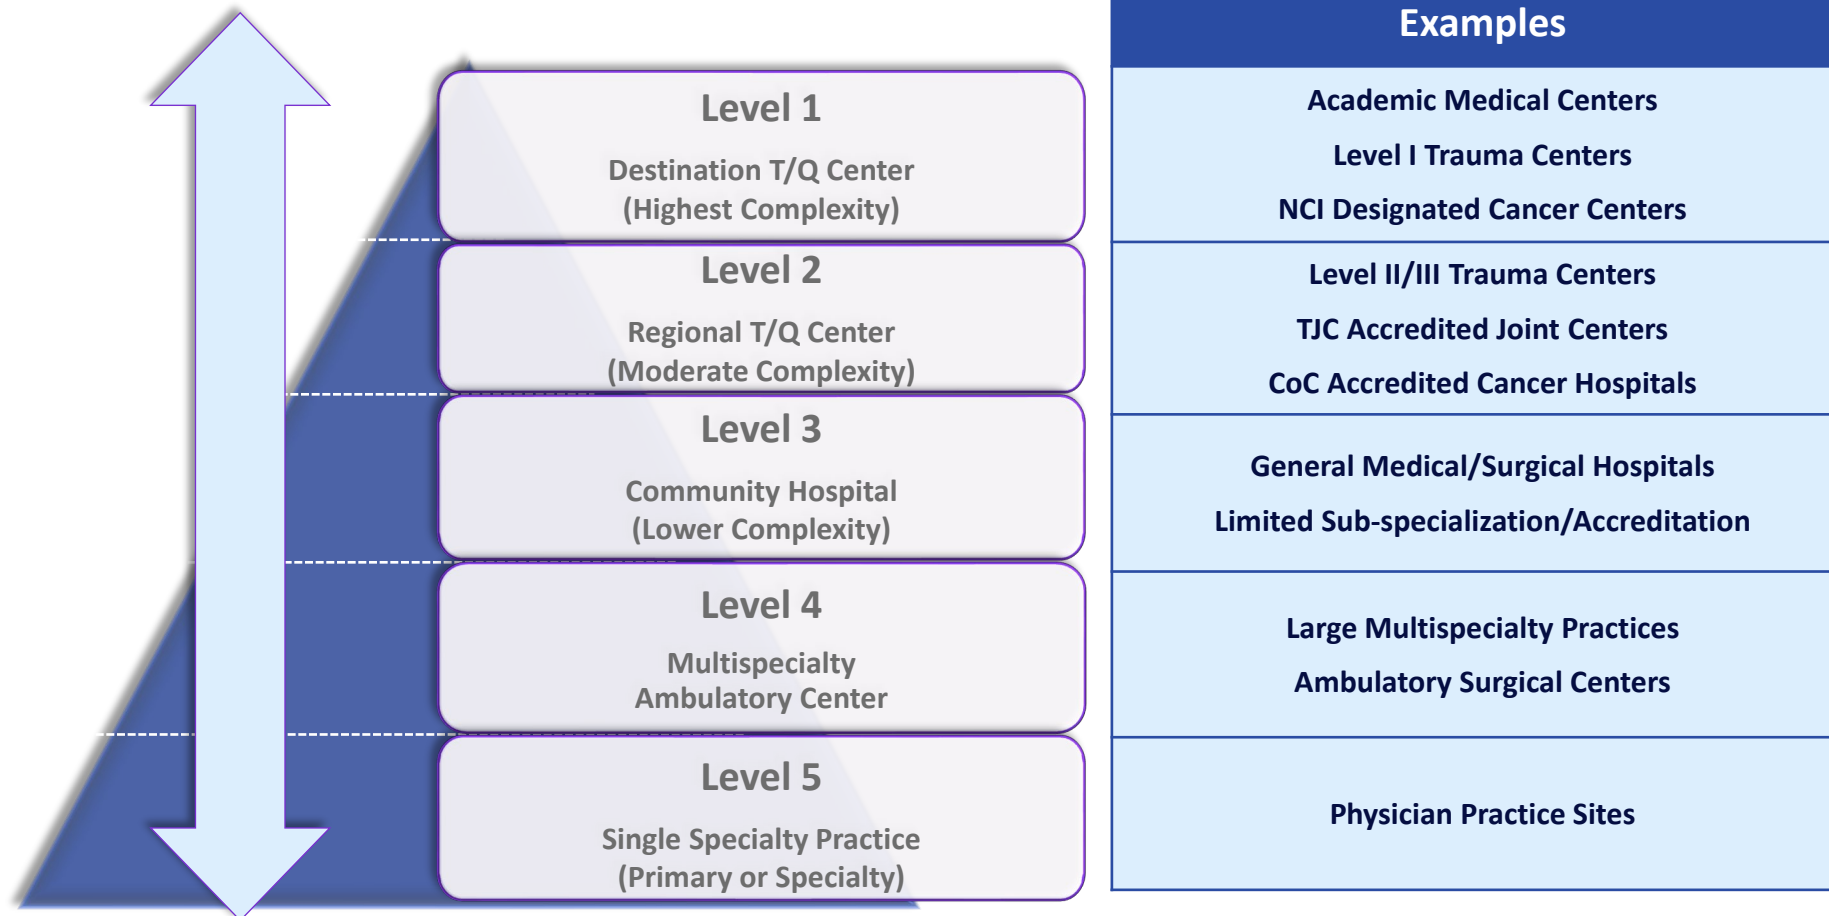 Examples
Level 1
Destination T/Q Center
(Highest Complexity)
Academic Medical Centers
Level I Trauma Centers
NCI Designated Cancer Centers
Level 2
Regional T/Q Center
(Moderate Complexity)
Level II/III Trauma Centers
TJC Accredited Joint Centers
CoC Accredited Cancer Hospitals
Level 3
Community Hospital
(Lower Complexity)
General Medical/Surgical Hospitals
Limited Sub-specialization/Accreditation
Level 4
Multispecialty
Ambulatory Center
Large Multispecialty Practices
Ambulatory Surgical Centers
Level 5
Single Specialty Practice
(Primary or Specialty)
Physician Practice Sites